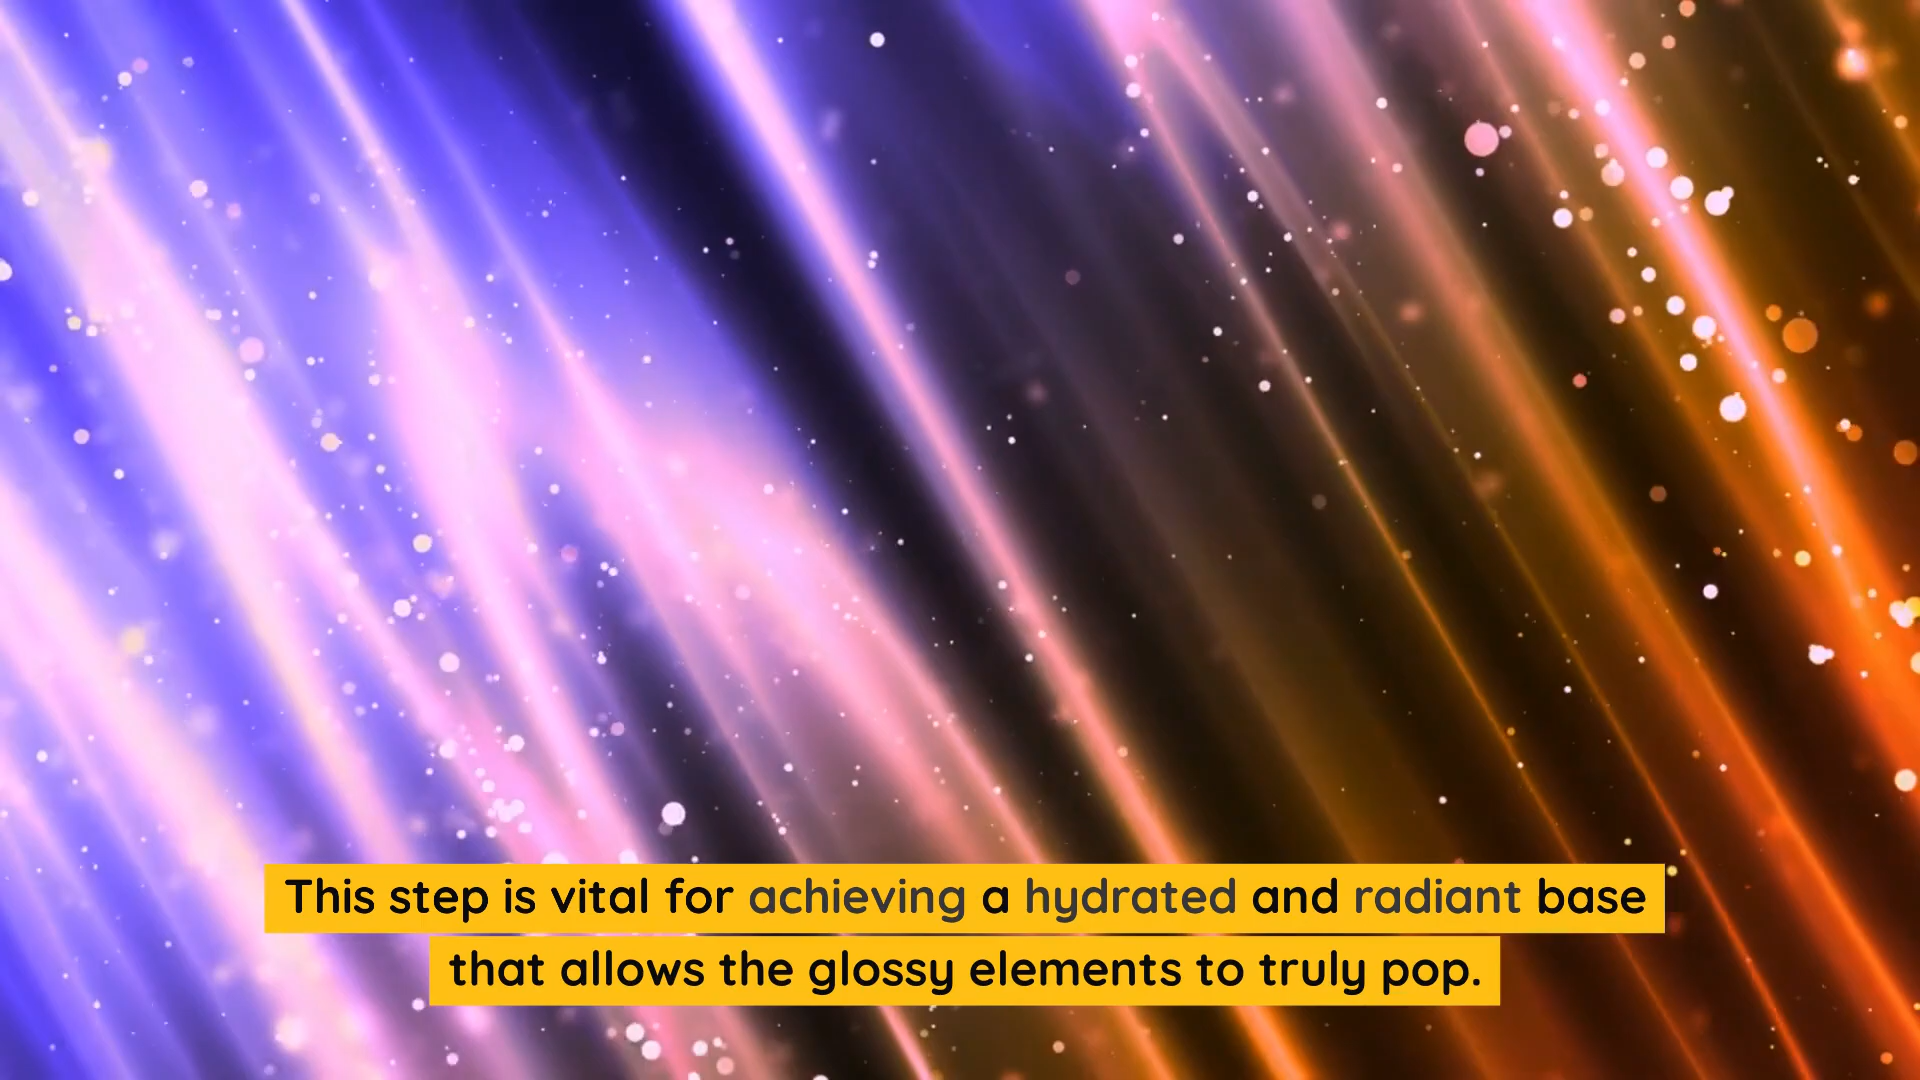 This step is vital for achieving a hydrated and radiant base
that allows the glossy elements to truly pop.